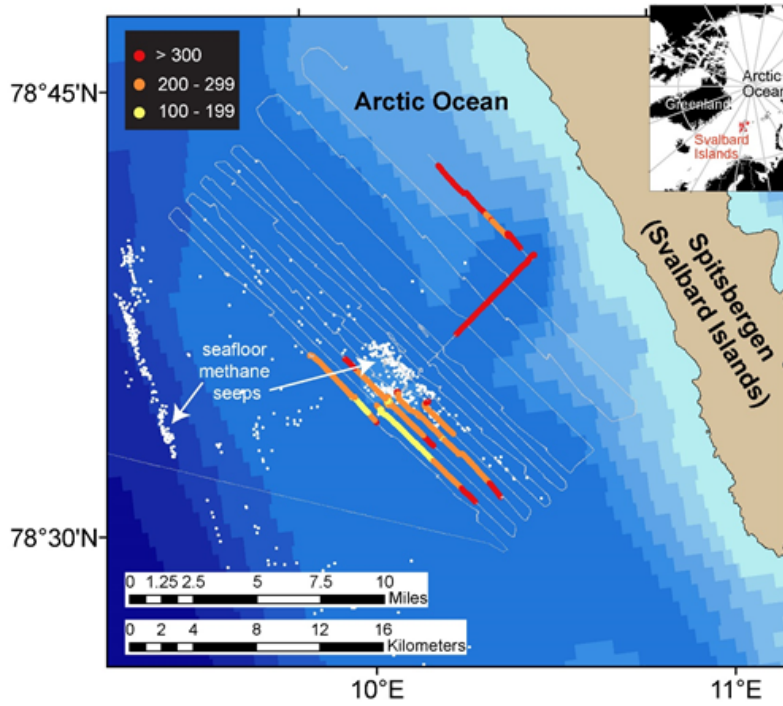 > 300
200 - 299
100 - 199
78°45'N
Arctic Ocean
Arctic
Ocean
Greenland
Svalbard
Islands
Spitsbergen
(Svalbard Islands)
seafloor
methane
seeps
78°30'N
0 1.25 2.5 5 7.5 10
Miles
0 2 4 8 12 16
Kilometers
10°E
11°E